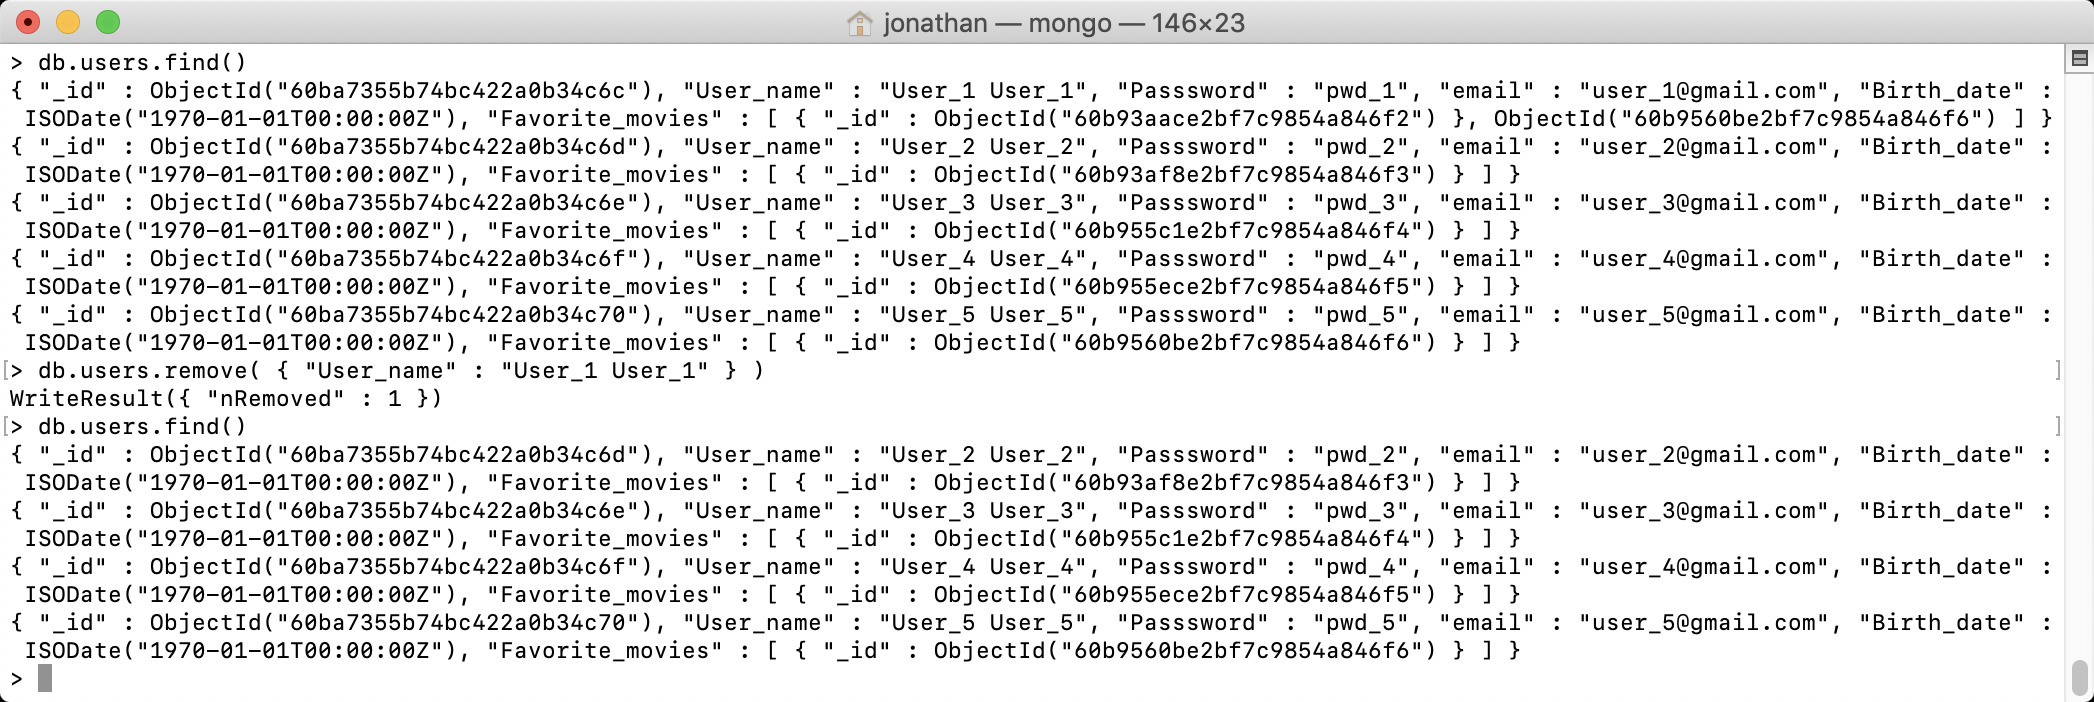 jonathan — mongo — 146×23
> db.users.find()
{ "_id" : ObjectId("60ba7355b74bc422a0b34c6c"), "User_name" : "User_1 User_1", "Passsword" : "pwd_1", "email" : "user_1@gmail.com", "Birth_date" :
ISODate("1970-01-01T00:00:00Z"), "Favorite_movies" : [ { "_id" : ObjectId("60b93aace2bf7c9854a846f2") }, ObjectId("60b9560be2bf7c9854a846f6") ] }
{ "_id" : ObjectId("60ba7355b74bc422a0b34c6d"), "User_name" : "User_2 User_2", "Passsword" : "pwd_2", "email" : "user_2@gmail.com", "Birth_date" :
ISODate("1970-01-01T00:00:00Z"), "Favorite_movies" : [ { "_id" : ObjectId("60b93af8e2bf7c9854a846f3") } ] }
{ "_id" : ObjectId("60ba7355b74bc422a0b34c6e"), "User_name" : "User_3 User_3", "Passsword" : "pwd_3", "email" : "user_3@gmail.com", "Birth_date" :
ISODate("1970-01-01T00:00:00Z"), "Favorite_movies" : [ { "_id" : ObjectId("60b955c1e2bf7c9854a846f4") } ] }
{ "_id" : ObjectId("60ba7355b74bc422a0b34c6f"), "User_name" : "User_4 User_4", "Passsword" : "pwd_4", "email" : "user_4@gmail.com", "Birth_date" :
ISODate("1970-01-01T00:00:00Z"), "Favorite_movies" : [ { "_id" : ObjectId("60b955ece2bf7c9854a846f5") } ] }
{ "_id" : ObjectId("60ba7355b74bc422a0b34c70"), "User_name" : "User_5 User_5", "Passsword" : "pwd_5", "email" : "user_5@gmail.com", "Birth_date" :
ISODate("1970-01-01T00:00:00Z"), "Favorite_movies" : [ { "_id" : ObjectId("60b9560be2bf7c9854a846f6") } ] }
[> db.users.remove( { "User_name" : "User_1 User_1" } ) ]
WriteResult({ "nRemoved" : 1 })
[> db.users.find() ]
{ "_id" : ObjectId("60ba7355b74bc422a0b34c6d"), "User_name" : "User_2 User_2", "Passsword" : "pwd_2", "email" : "user_2@gmail.com", "Birth_date" :
ISODate("1970-01-01T00:00:00Z"), "Favorite_movies" : [ { "_id" : ObjectId("60b93af8e2bf7c9854a846f3") } ] }
{ "_id" : ObjectId("60ba7355b74bc422a0b34c6e"), "User_name" : "User_3 User_3", "Passsword" : "pwd_3", "email" : "user_3@gmail.com", "Birth_date" :
ISODate("1970-01-01T00:00:00Z"), "Favorite_movies" : [ { "_id" : ObjectId("60b955c1e2bf7c9854a846f4") } ] }
{ "_id" : ObjectId("60ba7355b74bc422a0b34c6f"), "User_name" : "User_4 User_4", "Passsword" : "pwd_4", "email" : "user_4@gmail.com", "Birth_date" :
ISODate("1970-01-01T00:00:00Z"), "Favorite_movies" : [ { "_id" : ObjectId("60b955ece2bf7c9854a846f5") } ] }
{ "_id" : ObjectId("60ba7355b74bc422a0b34c70"), "User_name" : "User_5 User_5", "Passsword" : "pwd_5", "email" : "user_5@gmail.com", "Birth_date" :
ISODate("1970-01-01T00:00:00Z"), "Favorite_movies" : [ { "_id" : ObjectId("60b9560be2bf7c9854a846f6") } ] }
>